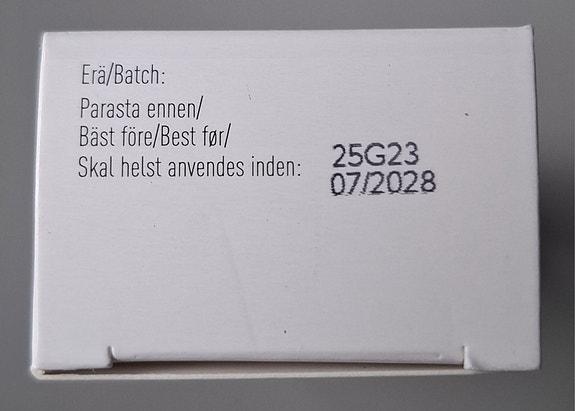 Erä/Batch:
Parasta ennen/
Bäst före/Best før/
Skal helst anvendes inden:
25G23
07/2028